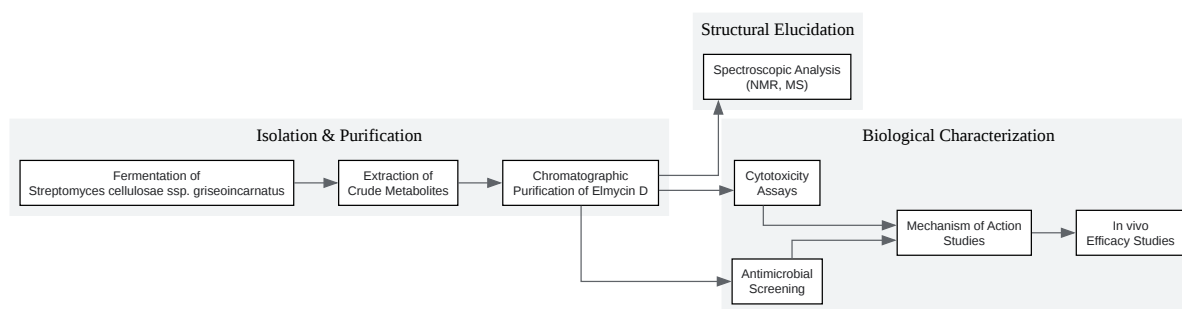 Structural Elucidation
Spectroscopic Analysis
(NMR, MS)
Isolation & Purification
Fermentation of
Streptomyces cellulosae ssp. griseoincarnatus
Extraction of
Crude Metabolites
Chromatographic
Purification of Elmycin D
Biological Characterization
Cytotoxicity
Assays
Antimicrobial
Screening
Mechanism of Action
Studies
In vivo
Efficacy Studies